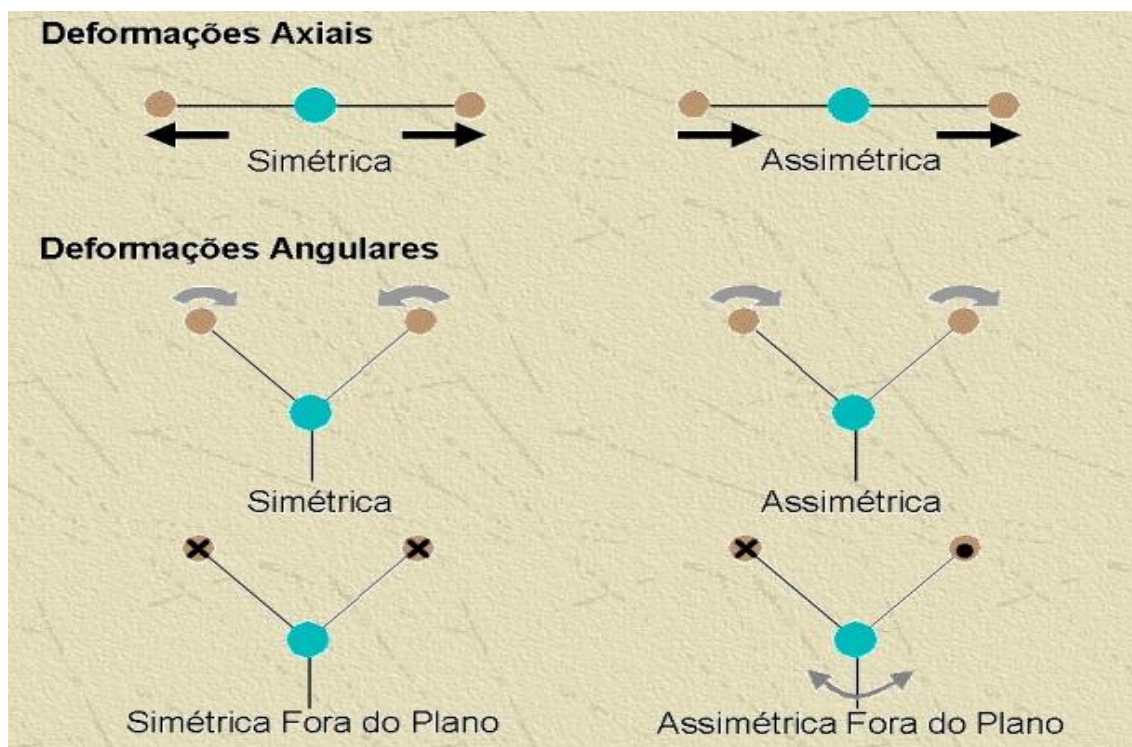 Deformações Axiais
Simétrica
Assimétrica
Deformações Angulares
Simétrica
Assimétrica
Simétrica Fora do Plano
Assimétrica Fora do Plano